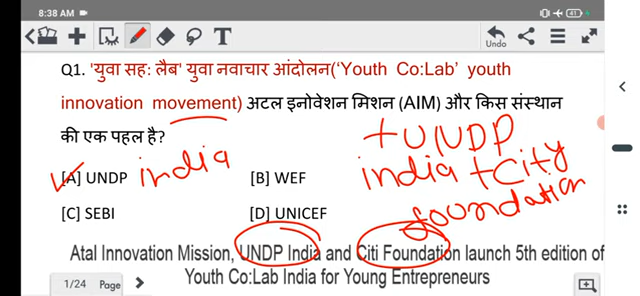 8:38 AM
41
Undo
Q1. 'युवा सह: लैब' युवा नवाचार आंदोलन('Youth Co:Lab' youth
innovation movement) अटल इनोवेशन मिशन (AIM) और किस संस्थान
की एक पहल है?
+ UNDP
[A] UNDP india
[B] WEF
india + City
foundation
[C] SEBI
[D] UNICEF
Atal Innovation Mission, UNDP India and Citi Foundation launch 5th edition of
Youth Co:Lab India for Young Entrepreneurs
1/24 Page